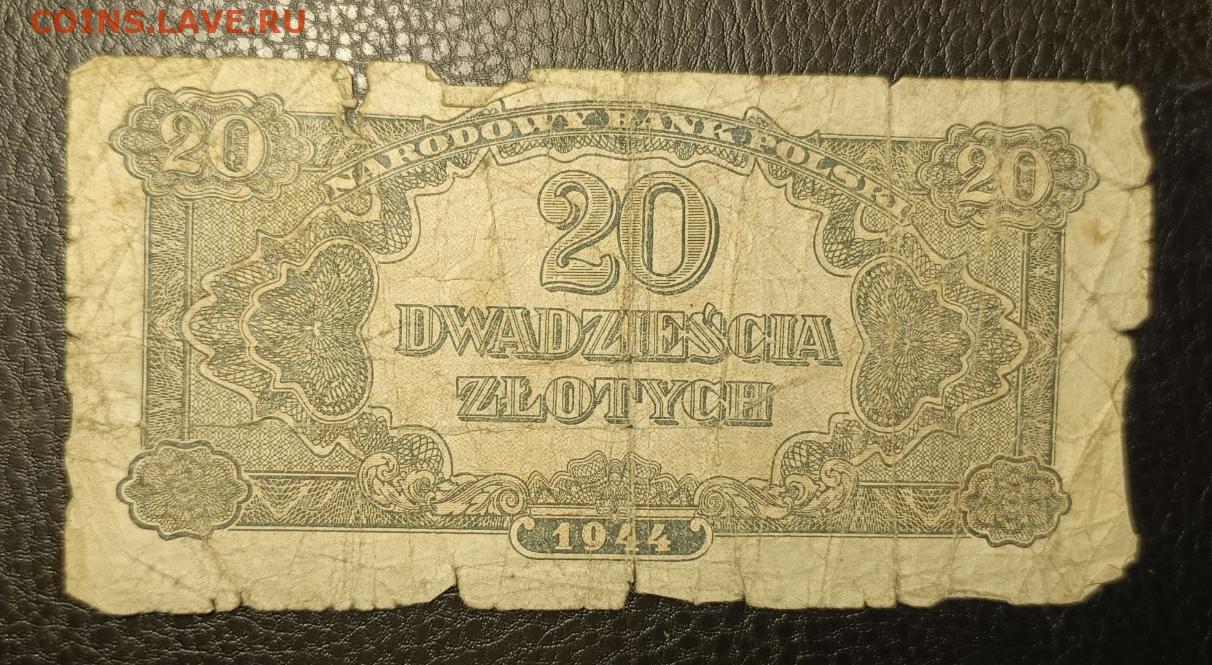 COINS.LAVE.RU
20
20
NARODOWY BANK POLSKI
20
DWADZIEŚCIA
ZŁOTYCH
1944